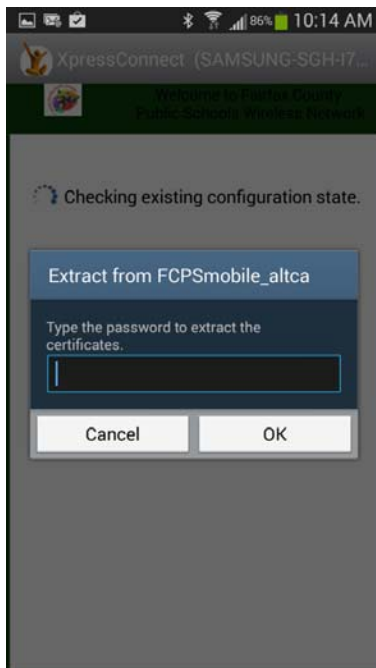 86% 10:14 AM
XpressConnect (SAMSUNG-SGH-I7...
Welcome to Fairfax County
Public Schools Wireless Network
Checking existing configuration state.
Extract from FCPSmobile_altca
Type the password to extract the
certificates.
Cancel OK